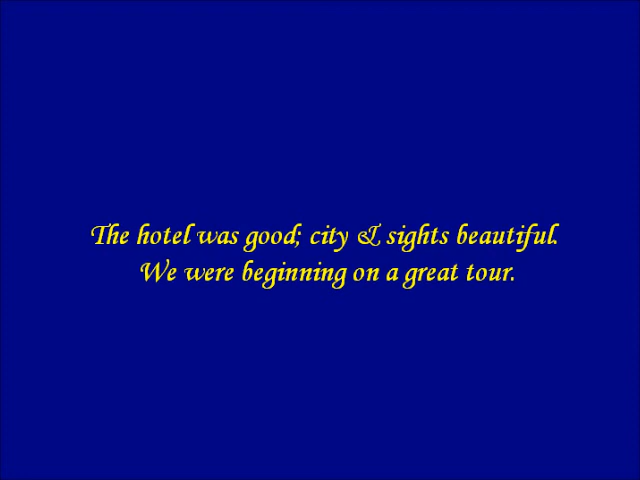 The hotel was good; city & sights beautiful.
We were beginning on a great tour.